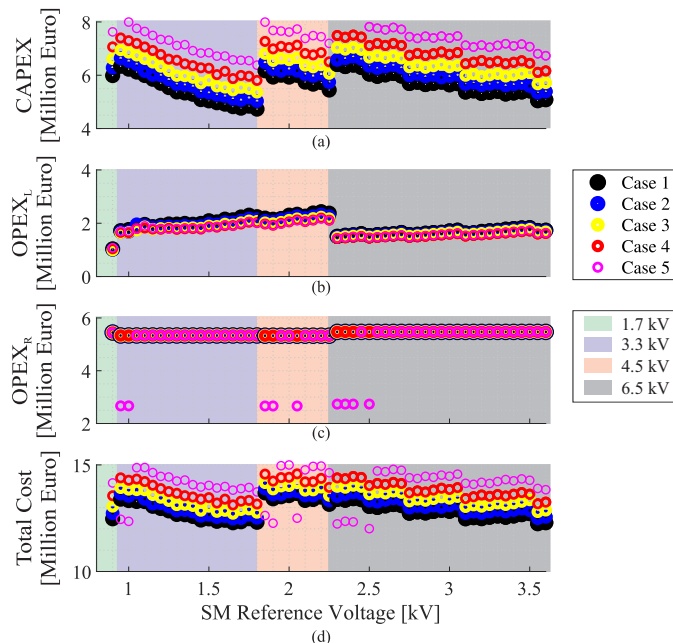 CAPEX
[Million Euro]
8
6
4
(a)
OPEX_L
[Million Euro]
4
2
0
(b)
Case 1
Case 2
Case 3
Case 4
Case 5
OPEX_R
[Million Euro]
6
4
2
(c)
1.7 kV
3.3 kV
4.5 kV
6.5 kV
Total Cost
[Million Euro]
15
10
1
1.5
2
2.5
3
3.5
SM Reference Voltage [kV]
(d)